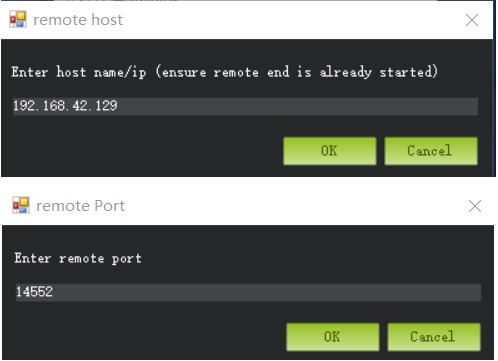 remote host
Enter host name/ip (ensure remote end is already started)
192.168.42.129
OK Cancel
remote Port
Enter remote port
14552
OK Cancel